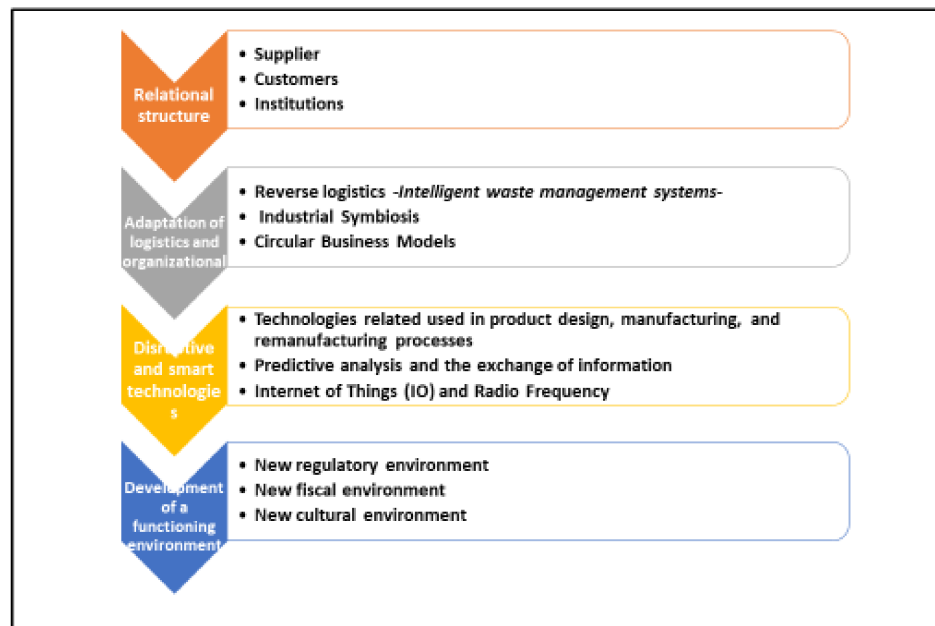 Relational
structure
• Supplier
• Customers
• Institutions
Adaptation of
logistics and
organizational
• Reverse logistics -Intelligent waste management systems-
• Industrial Symbiosis
• Circular Business Models
Disruptive
and smart
technologie
s
• Technologies related used in product design, manufacturing, and
remanufacturing processes
• Predictive analysis and the exchange of information
• Internet of Things (IO) and Radio Frequency
Development
of a
functioning
environment
• New regulatory environment
• New fiscal environment
• New cultural environment